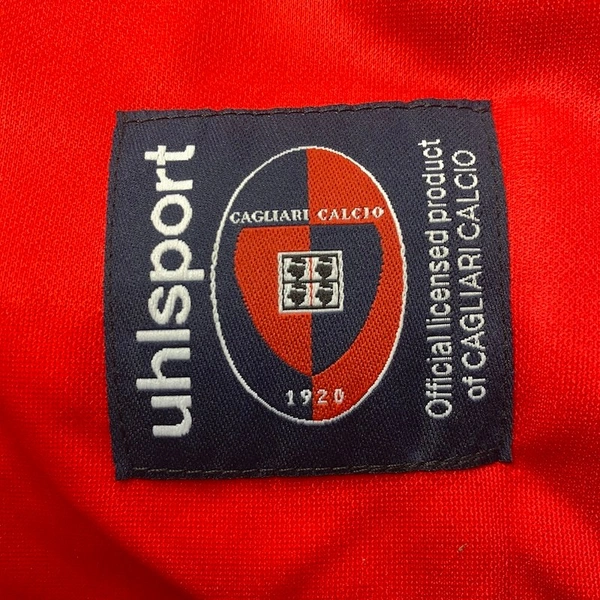 uhlsport
CAGLIARI CALCIO
1920
Official licensed product
of CAGLIARI CALCIO